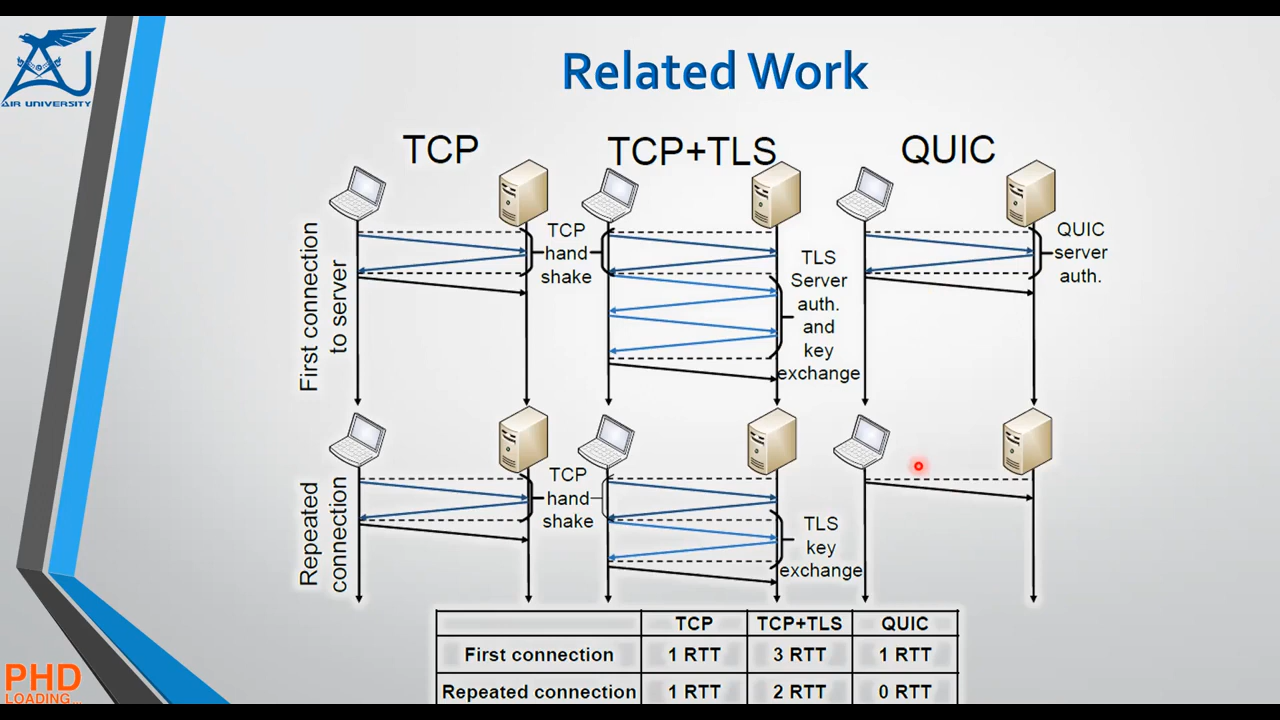 AIR UNIVERSITY
Related Work
TCP
TCP+TLS
QUIC
First connection
to server
TCP
hand
shake
TLS
Server
auth.
and
key
exchange
QUIC
server
auth.
Repeated
connection
TCP
hand
shake
TLS
key
exchange
TCP TCP+TLS QUIC
First connection 1 RTT 3 RTT 1 RTT
Repeated connection 1 RTT 2 RTT 0 RTT
PHD
LOADING...